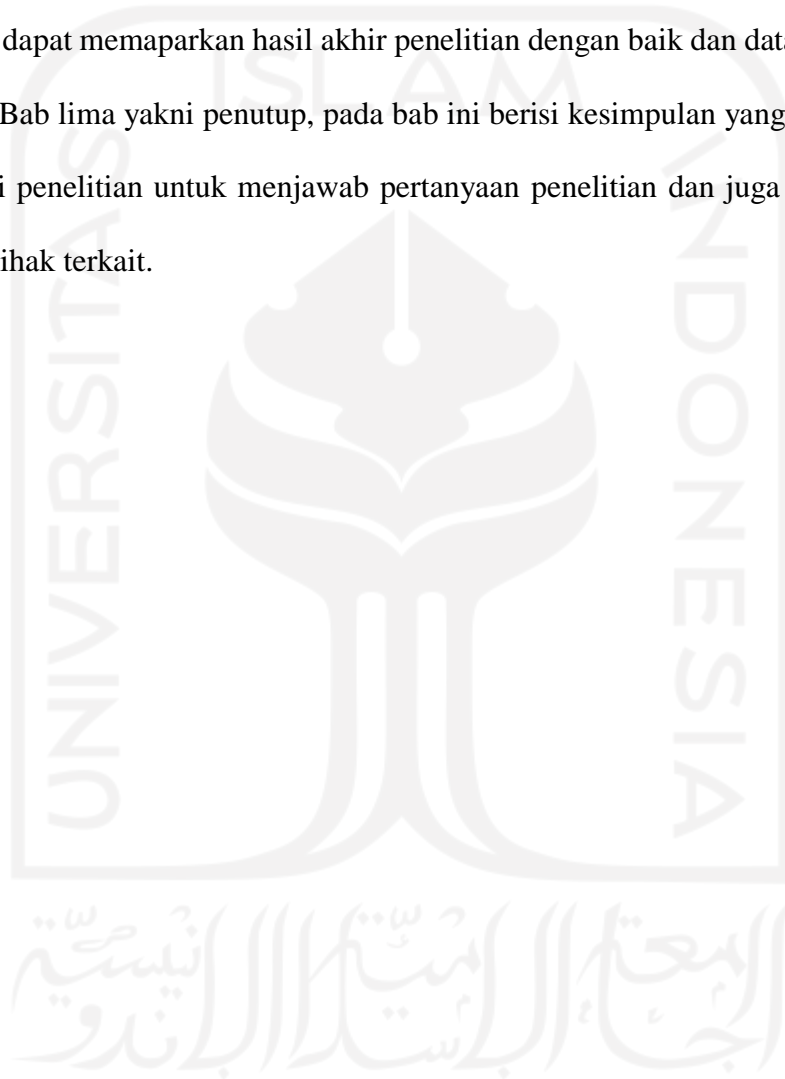 dapat memaparkan hasil akhir penelitian dengan baik dan data
Bab lima yakni penutup, pada bab ini berisi kesimpulan yang
i penelitian untuk menjawab pertanyaan penelitian dan juga
ihak terkait.
ISLAM
UNIVERSITAS
INDONESIA